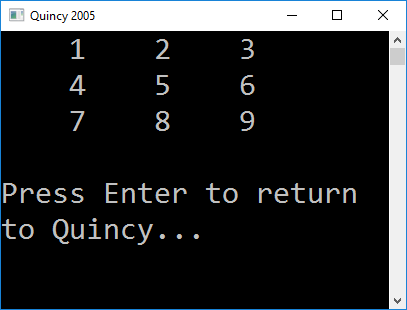 Quincy 2005
1 2 3
4 5 6
7 8 9
Press Enter to return
to Quincy...